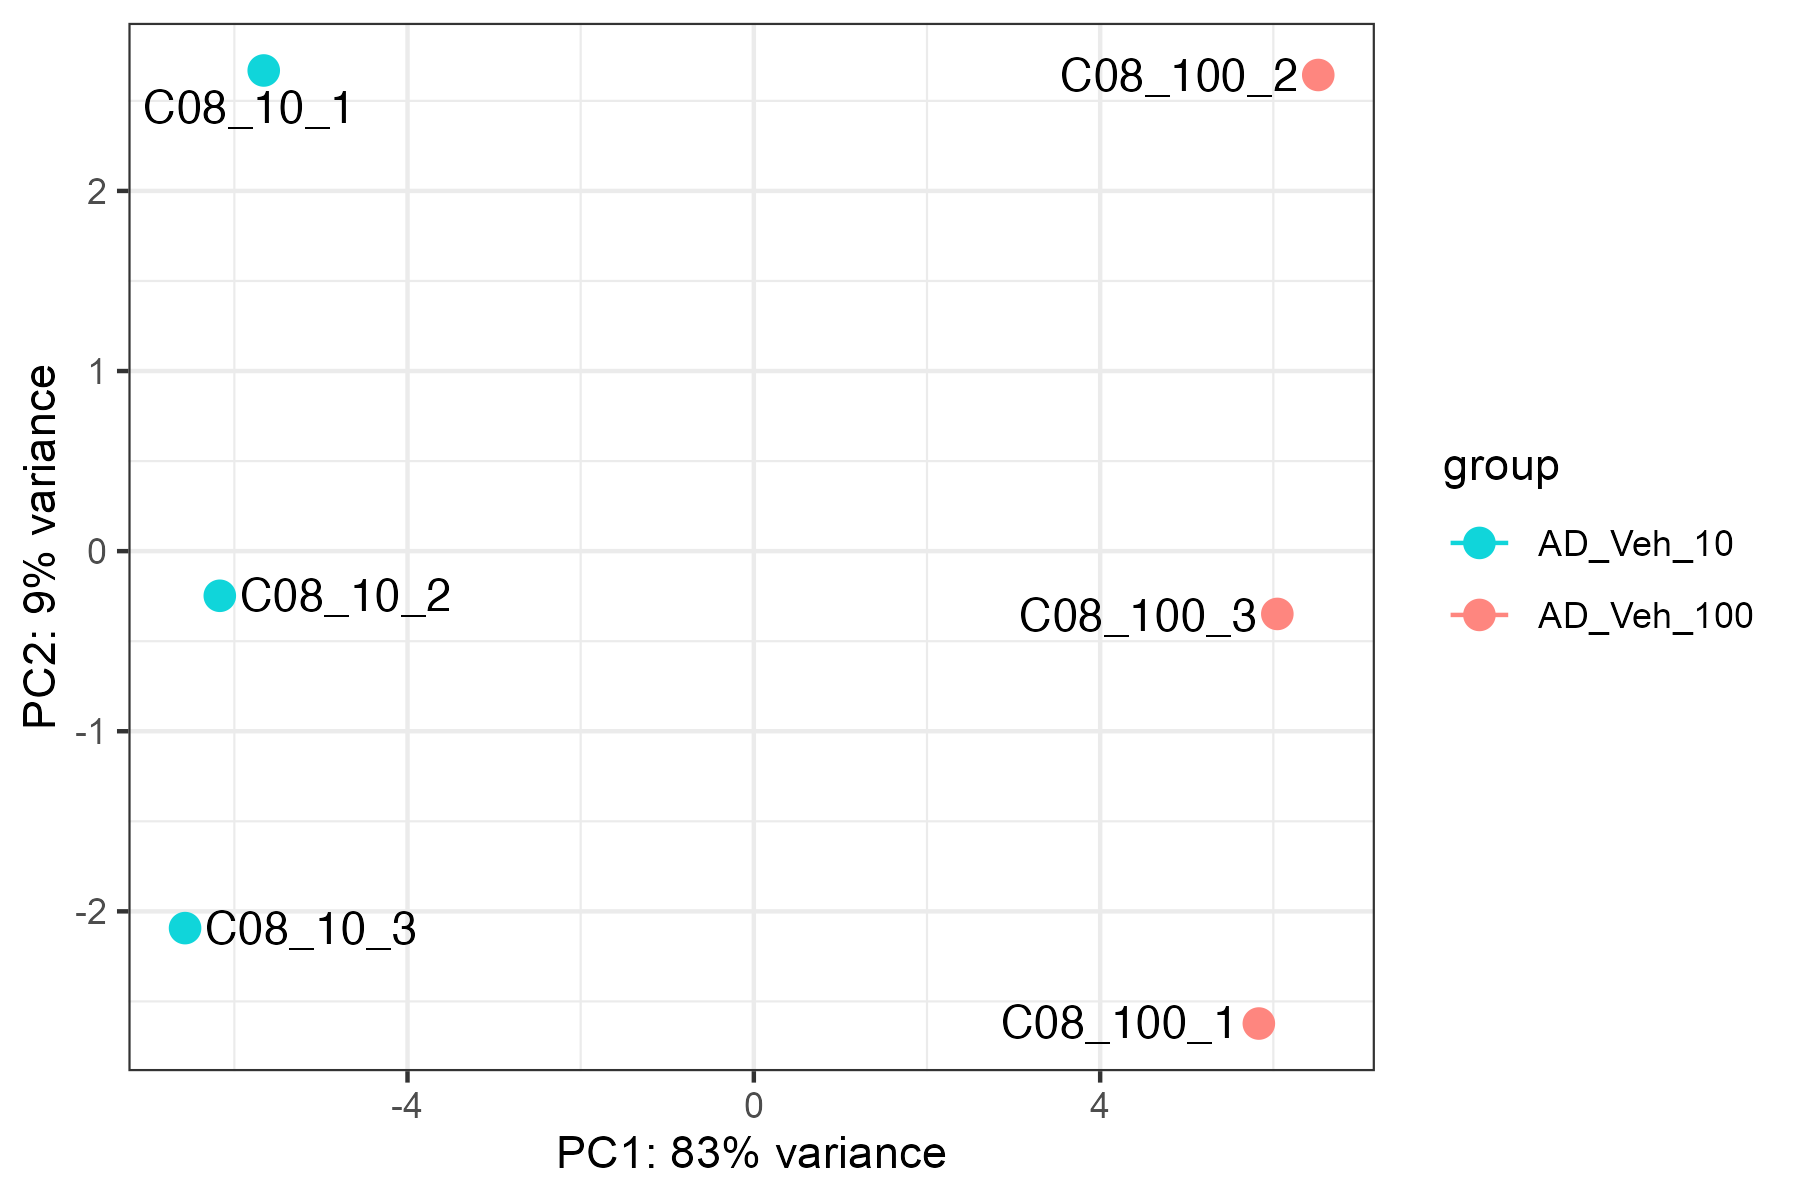 C08_10_1
C08_100_2
C08_10_2
C08_100_3
C08_10_3
C08_100_1
2
1
0
-1
-2
-4
0
4
PC2: 9% variance
PC1: 83% variance
group
AD_Veh_10
AD_Veh_100